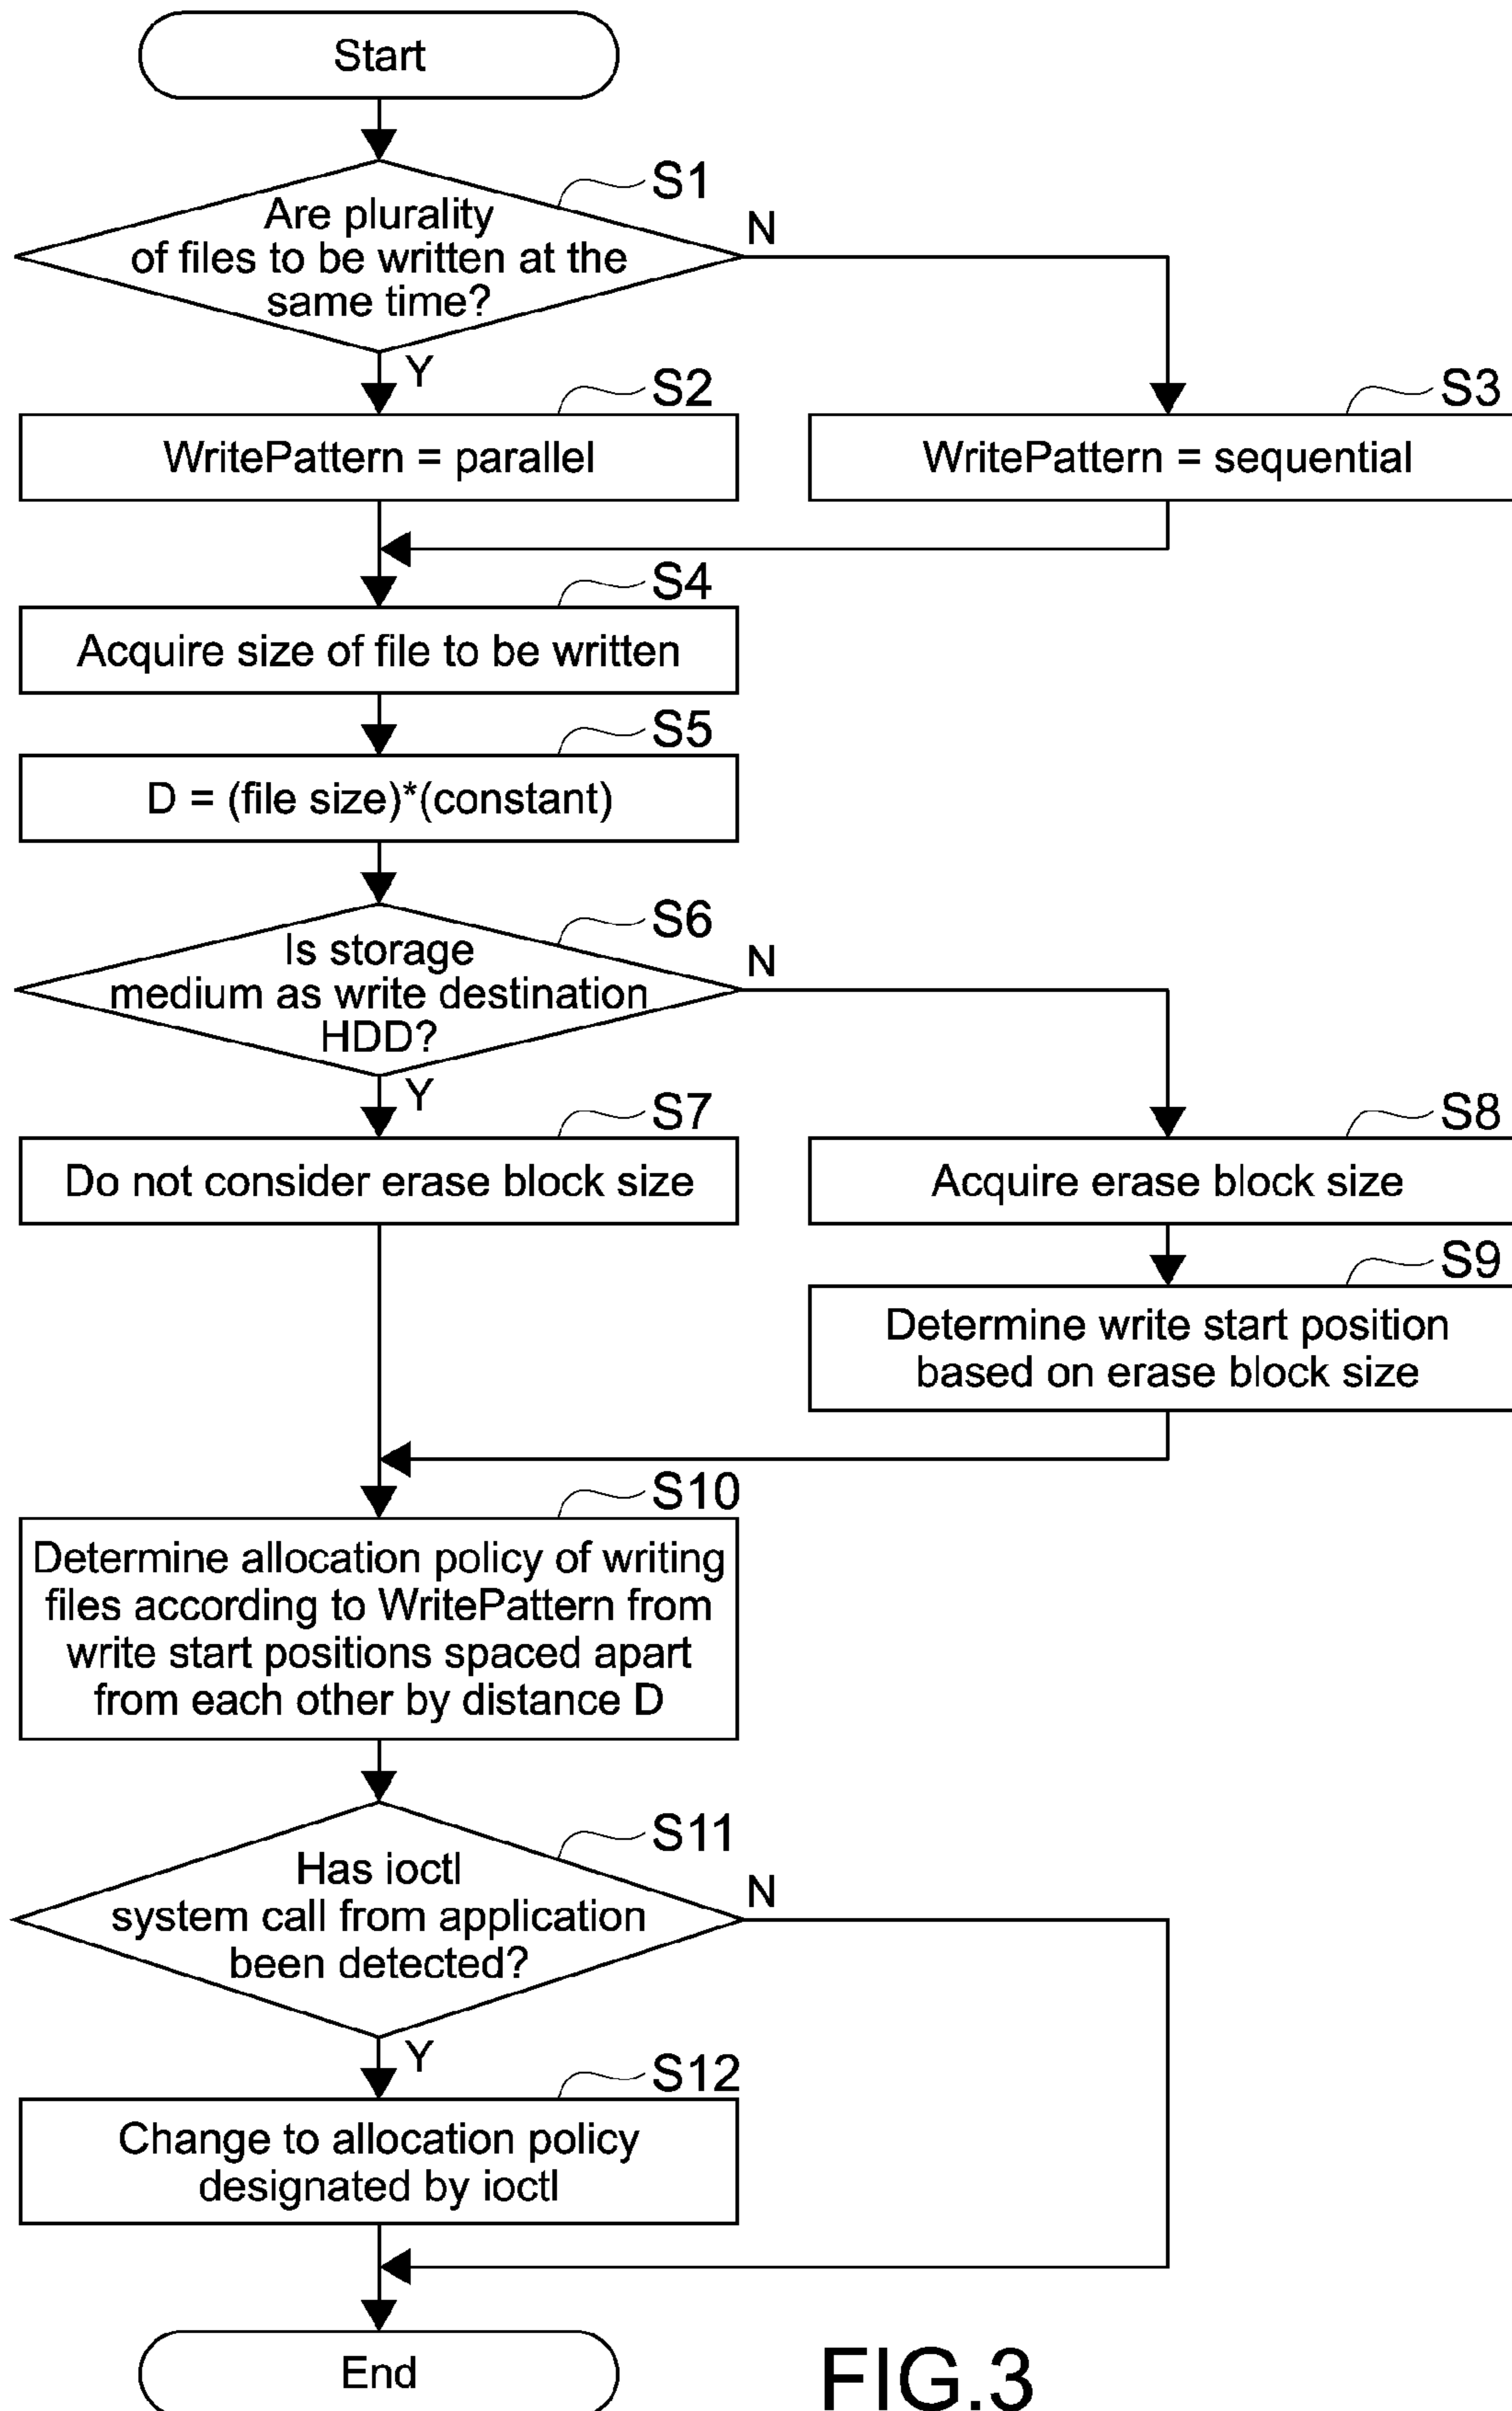 Start
S1
Are plurality
of files to be written at the
same time?
N
Y
S2
WritePattern = parallel
S3
WritePattern = sequential
S4
Acquire size of file to be written
S5
D = (file size)*(constant)
S6
Is storage
medium as write destination
HDD?
N
Y
S7
Do not consider erase block size
S8
Acquire erase block size
S9
Determine write start position
based on erase block size
S10
Determine allocation policy of writing
files according to WritePattern from
write start positions spaced apart
from each other by distance D
S11
Has ioctl
system call from application
been detected?
N
Y
S12
Change to allocation policy
designated by ioctl
End
FIG.3